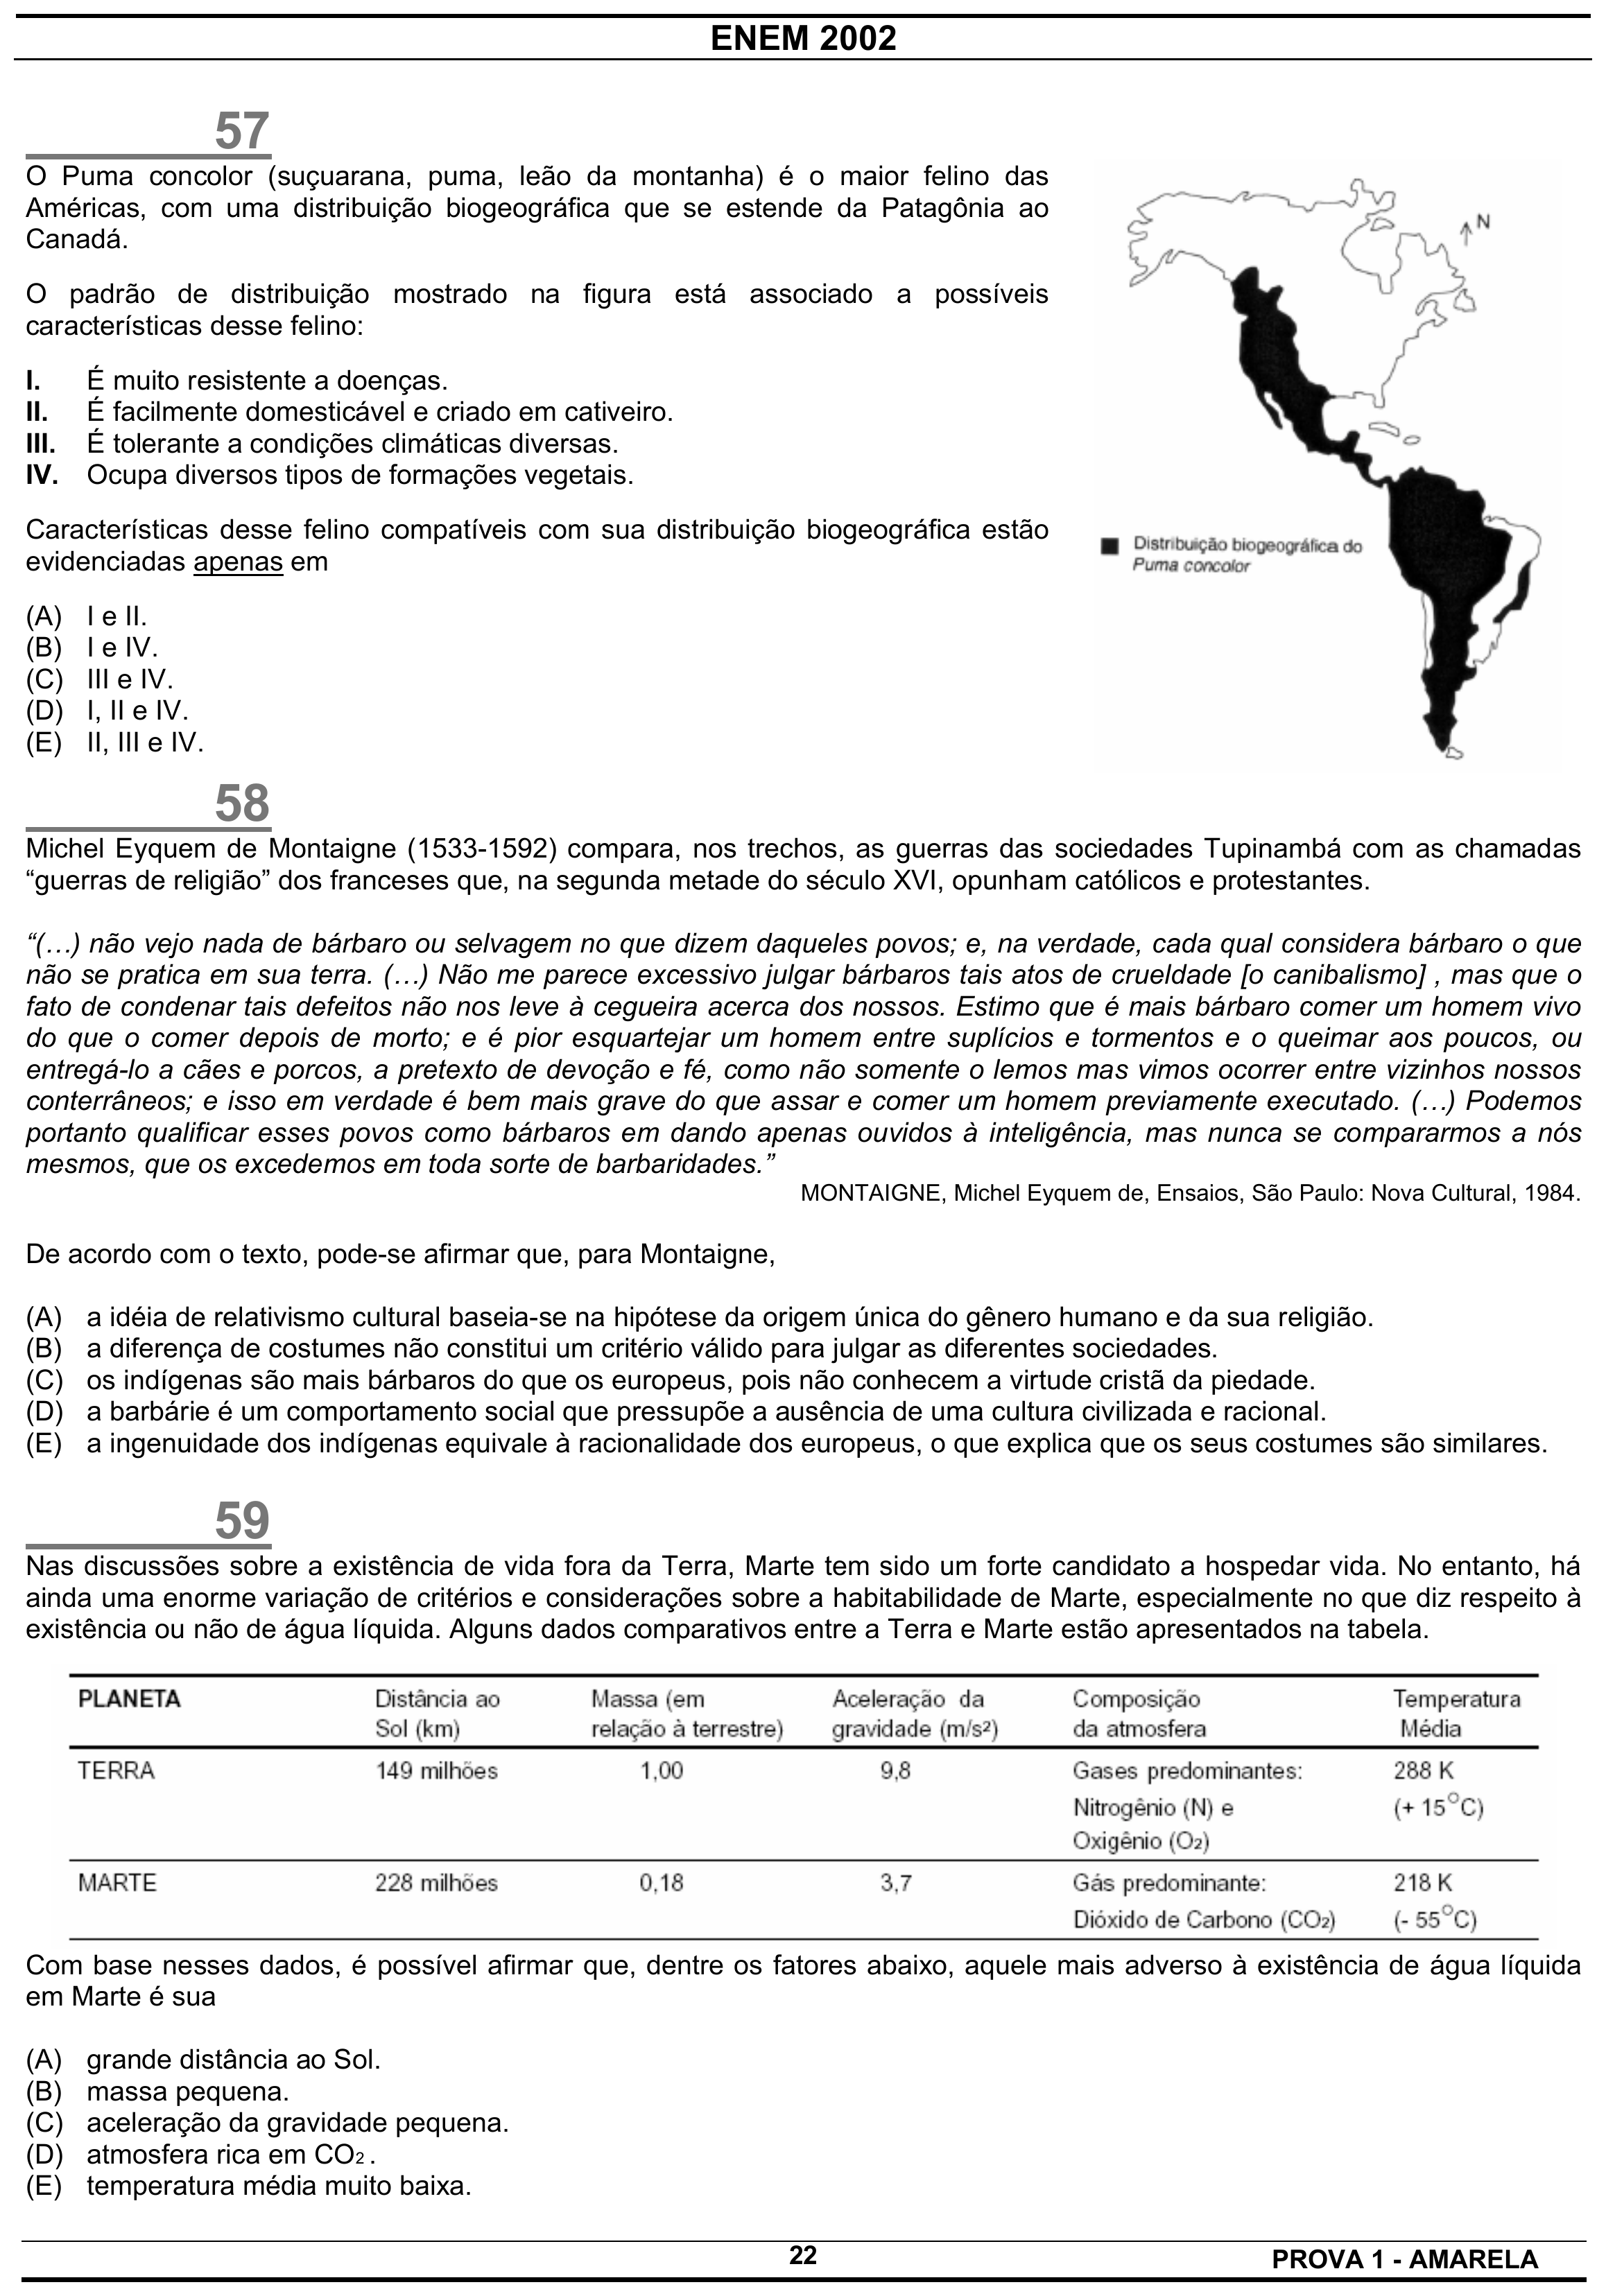 ENEM 2002
57
O Puma concolor (suçuarana, puma, leão da montanha) é o maior felino das
Américas, com uma distribuição biogeográfica que se estende da Patagônia ao
Canadá.
O padrão de distribuição mostrado na figura está associado a possíveis
características desse felino:
I. É muito resistente a doenças.
II. É facilmente domesticável e criado em cativeiro.
III. É tolerante a condições climáticas diversas.
IV. Ocupa diversos tipos de formações vegetais.
Características desse felino compatíveis com sua distribuição biogeográfica estão
evidenciadas apenas em
(A) I e II.
(B) I e IV.
(C) III e IV.
(D) I, II e IV.
(E) II, III e IV.
N
Distribuição biogeográfica do
Puma concolor
58
Michel Eyquem de Montaigne (1533-1592) compara, nos trechos, as guerras das sociedades Tupinambá com as chamadas
“guerras de religião” dos franceses que, na segunda metade do século XVI, opunham católicos e protestantes.
“(…) não vejo nada de bárbaro ou selvagem no que dizem daqueles povos; e, na verdade, cada qual considera bárbaro o que
não se pratica em sua terra. (…) Não me parece excessivo julgar bárbaros tais atos de crueldade [o canibalismo] , mas que o
fato de condenar tais defeitos não nos leve à cegueira acerca dos nossos. Estimo que é mais bárbaro comer um homem vivo
do que o comer depois de morto; e é pior esquartejar um homem entre suplícios e tormentos e o queimar aos poucos, ou
entregá-lo a cães e porcos, a pretexto de devoção e fé, como não somente o lemos mas vimos ocorrer entre vizinhos nossos
conterrâneos; e isso em verdade é bem mais grave do que assar e comer um homem previamente executado. (…) Podemos
portanto qualificar esses povos como bárbaros em dando apenas ouvidos à inteligência, mas nunca se compararmos a nós
mesmos, que os excedemos em toda sorte de barbaridades.”
MONTAIGNE, Michel Eyquem de, Ensaios, São Paulo: Nova Cultural, 1984.
De acordo com o texto, pode-se afirmar que, para Montaigne,
(A) a idéia de relativismo cultural baseia-se na hipótese da origem única do gênero humano e da sua religião.
(B) a diferença de costumes não constitui um critério válido para julgar as diferentes sociedades.
(C) os indígenas são mais bárbaros do que os europeus, pois não conhecem a virtude cristã da piedade.
(D) a barbárie é um comportamento social que pressupõe a ausência de uma cultura civilizada e racional.
(E) a ingenuidade dos indígenas equivale à racionalidade dos europeus, o que explica que os seus costumes são similares.
59
Nas discussões sobre a existência de vida fora da Terra, Marte tem sido um forte candidato a hospedar vida. No entanto, há
ainda uma enorme variação de critérios e considerações sobre a habitabilidade de Marte, especialmente no que diz respeito à
existência ou não de água líquida. Alguns dados comparativos entre a Terra e Marte estão apresentados na tabela.
PLANETA Distância ao Massa (em Aceleração da Composição Temperatura
Sol (km) relação à terrestre) gravidade (m/s²) da atmosfera Média
TERRA 149 milhões 1,00 9,8 Gases predominantes: 288 K
Nitrogênio (N) e (+ 15°C)
Oxigênio (O₂)
MARTE 228 milhões 0,18 3,7 Gás predominante: 218 K
Dióxido de Carbono (CO₂) (- 55°C)
Com base nesses dados, é possível afirmar que, dentre os fatores abaixo, aquele mais adverso à existência de água líquida
em Marte é sua
(A) grande distância ao Sol.
(B) massa pequena.
(C) aceleração da gravidade pequena.
(D) atmosfera rica em CO₂ .
(E) temperatura média muito baixa.
22
PROVA 1 - AMARELA